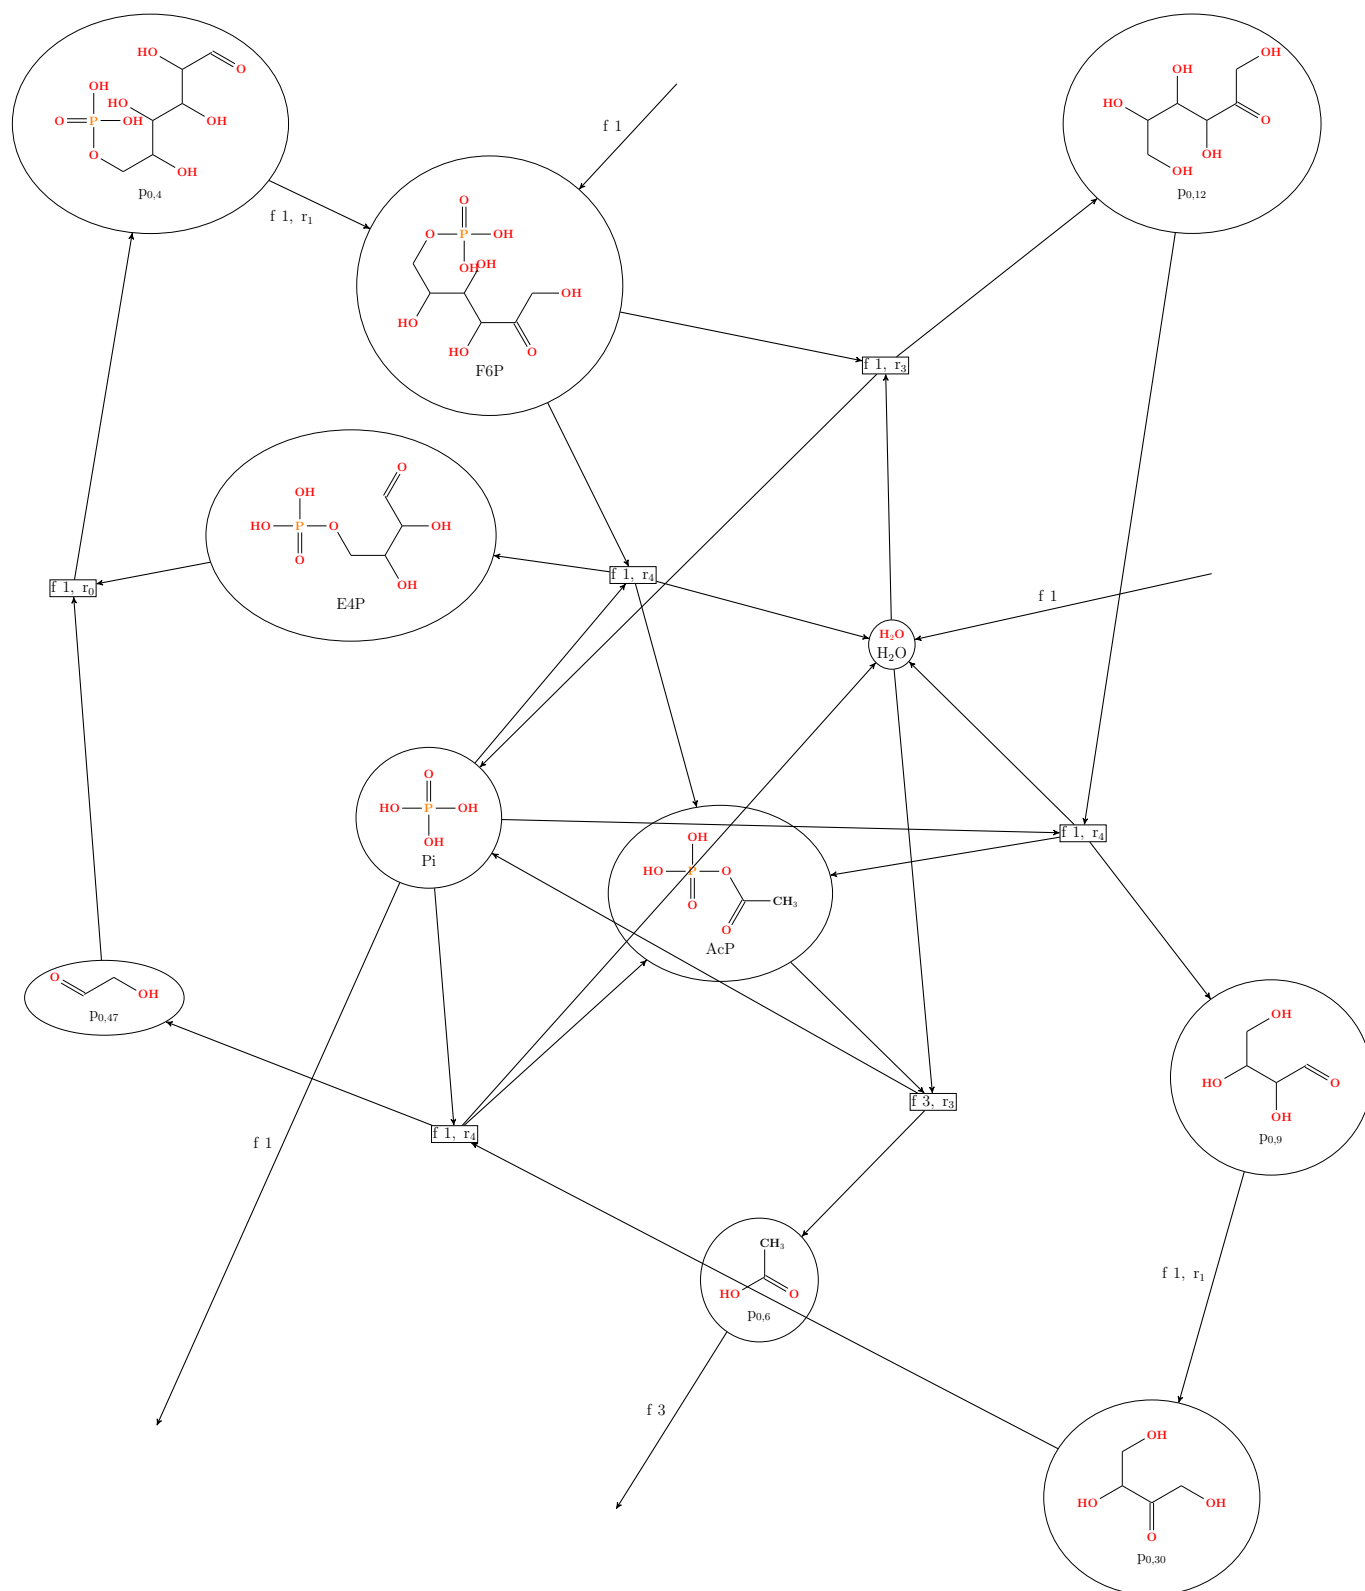 HO
O
OH
HO
OH
O P OH
O
OH
p0,4
f 1
f 1, r1
OH
OH
HO
O
OH
OH
p0,12
O
O P OH
OH
OH
OH
HO
HO
O
F6P
f 1, r3
O
OH
HO P O OH
O
OH
E4P
f 1, r0
f 1, r4
f 1
H2O
H2O
O
HO P OH
OH
Pi
f 1, r4
OH
HO P O
O
CH3
O
AcP
O
OH
p0,47
OH
HO
O
OH
p0,9
f 3, r3
f 1, r4
f 1
CH3
HO
O
p0,6
f 1, r1
f 3
OH
HO
OH
O
p0,30